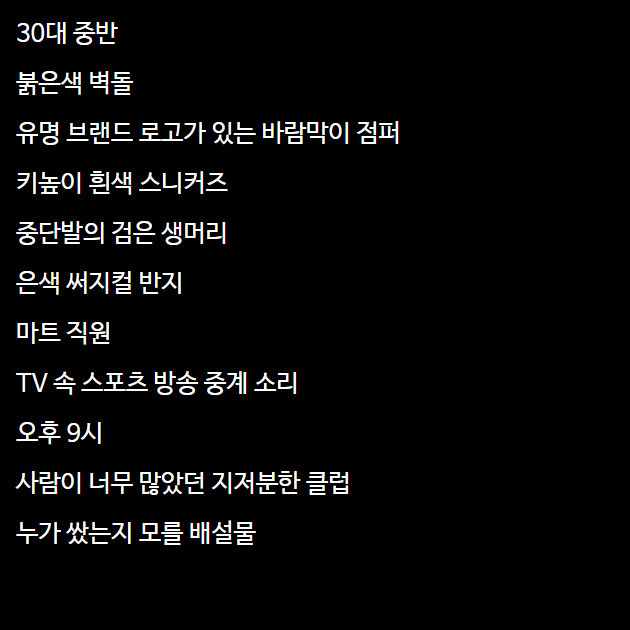 30대 중반
붉은색 벽돌
유명 브랜드 로고가 있는 바람막이 점퍼
키높이 흰색 스니커즈
중단발의 검은 생머리
은색 써지컬 반지
마트 직원
TV 속 스포츠 방송 중계 소리
오후 9시
사람이 너무 많았던 지저분한 클럽
누가 쌌는지 모를 배설물